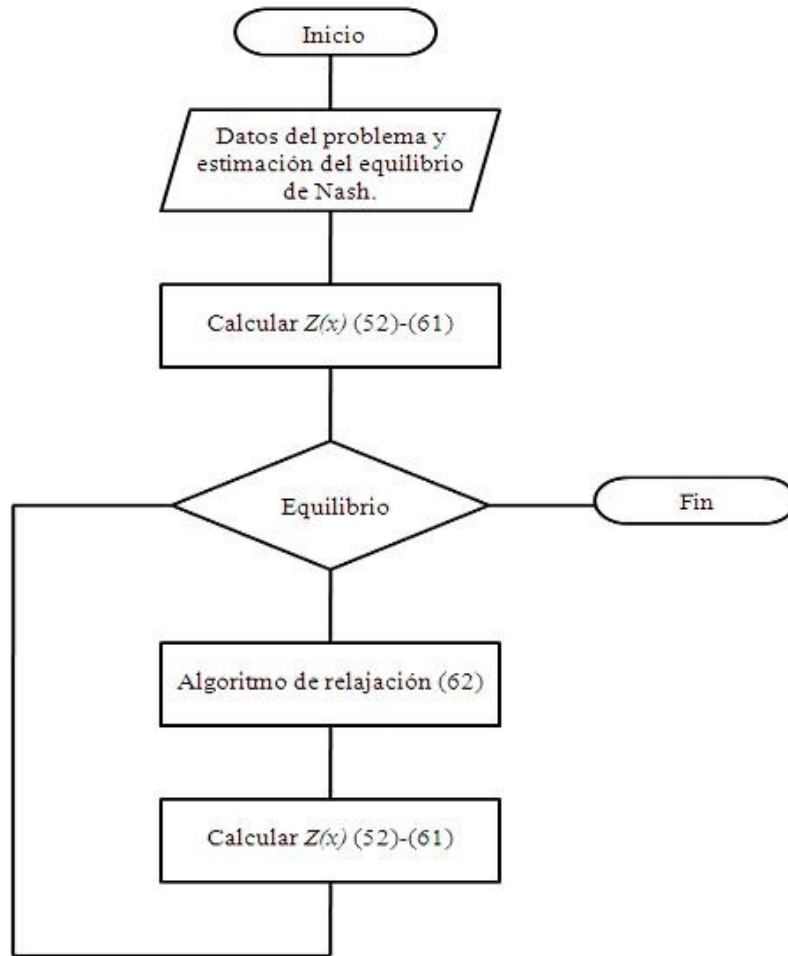 Inicio
Datos del problema y
estimación del equilibrio
de Nash.
Calcular Z(x) (52)-(61)
Equilibrio
Fin
Algoritmo de relajación (62)
Calcular Z(x) (52)-(61)